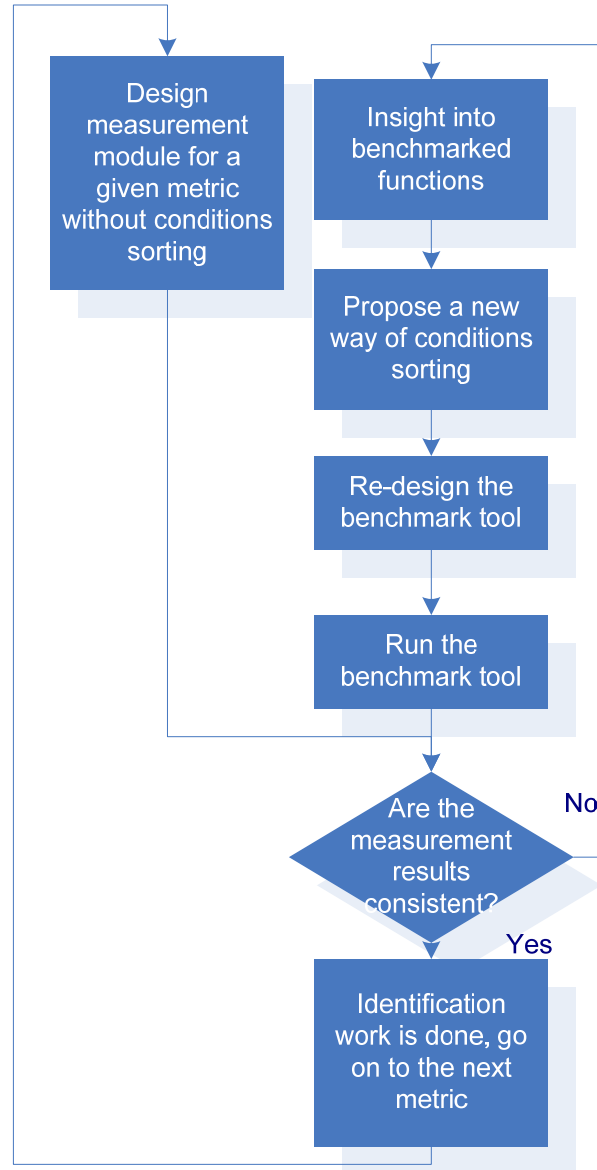 Design
measurement
module for a
given metric
without conditions
sorting
Insight into
benchmarked
functions
Propose a new
way of conditions
sorting
Re-design the
benchmark tool
Run the
benchmark tool
Are the
measurement
results
consistent?
No
Yes
Identification
work is done, go
on to the next
metric